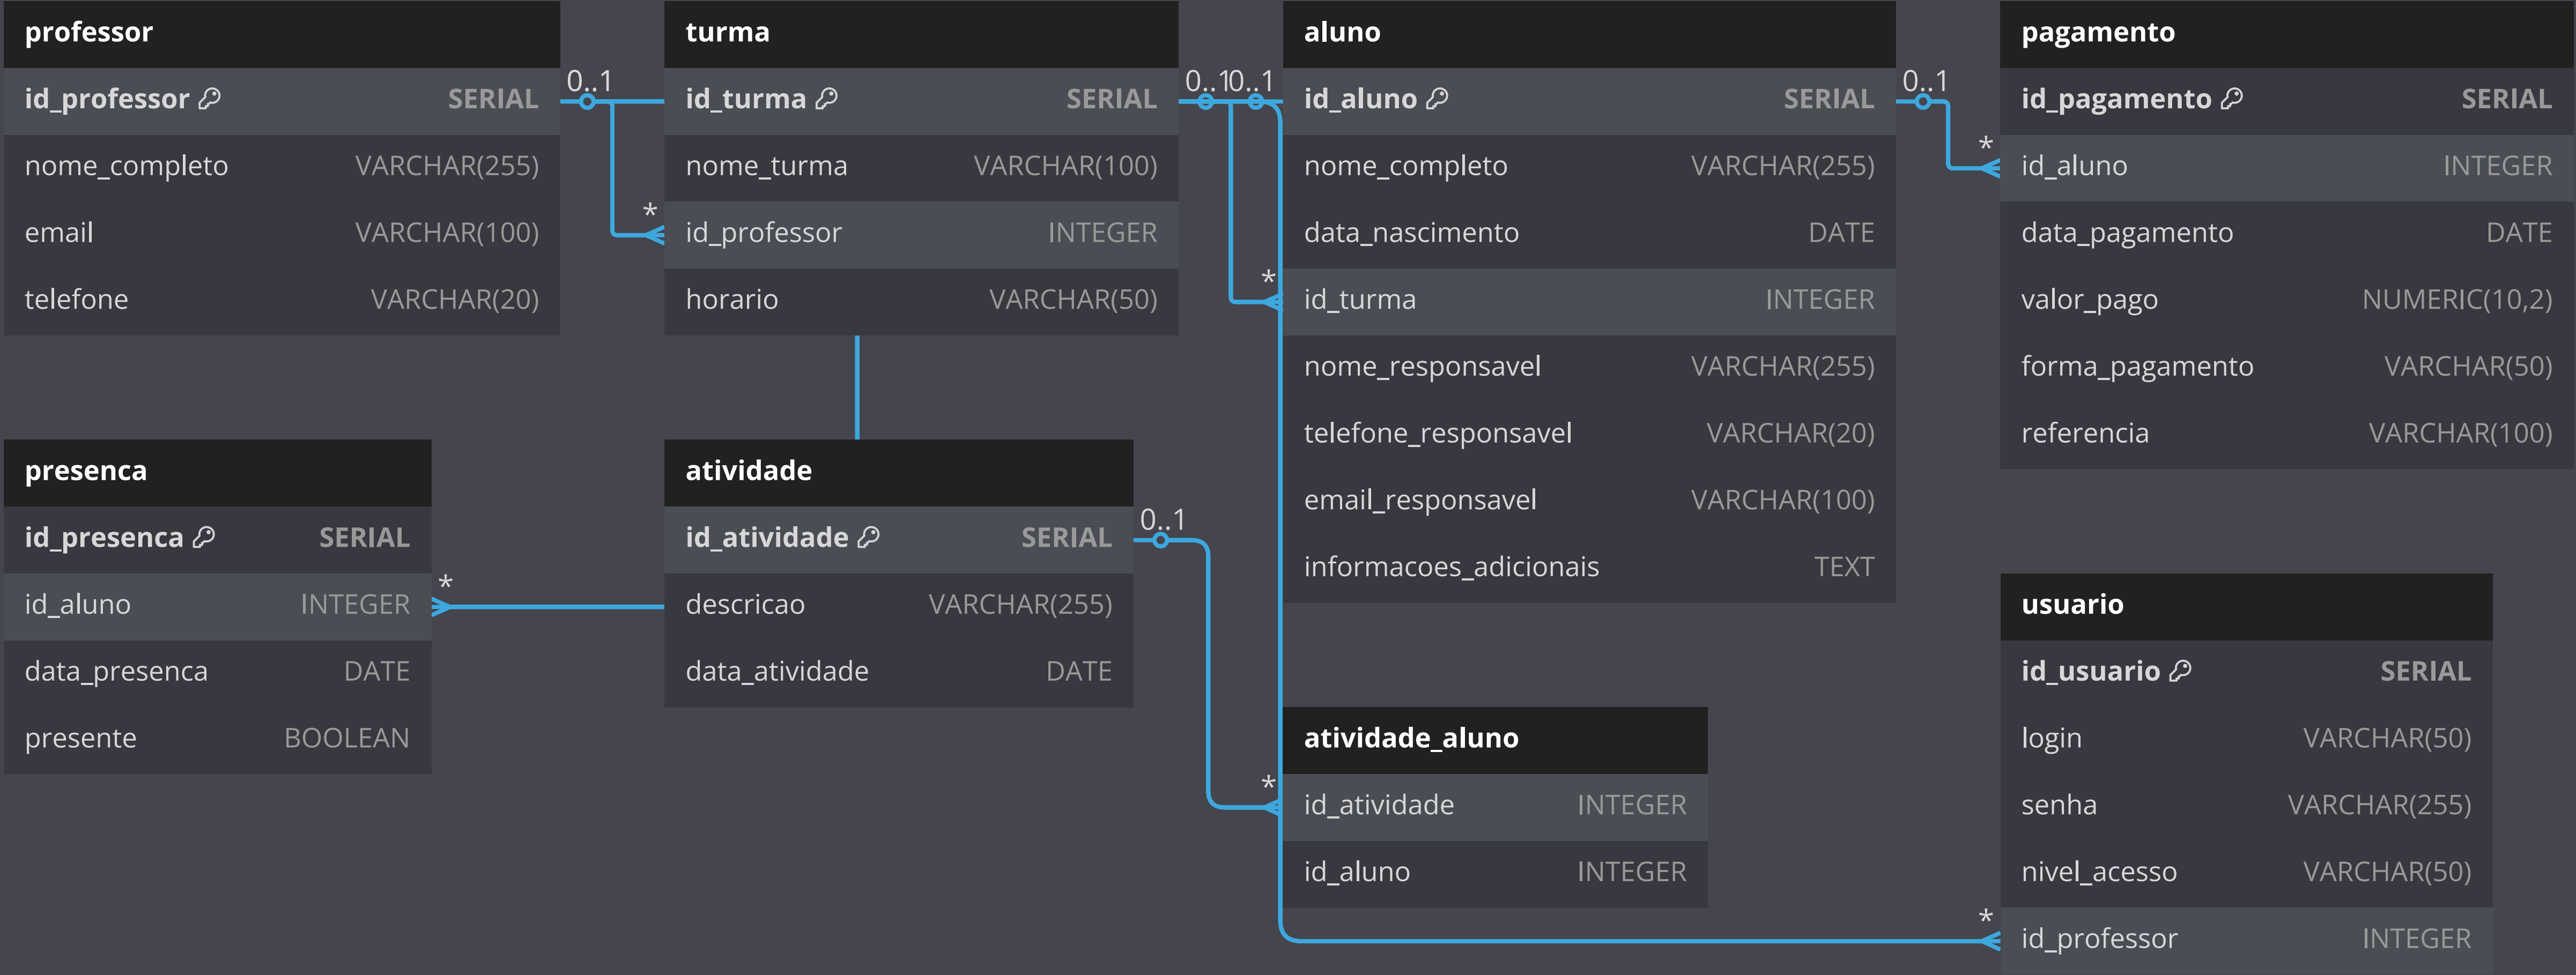 professor
id_professor SERIAL
nome_completo VARCHAR(255)
email VARCHAR(100)
telefone VARCHAR(20)
0..1
*
turma
id_turma SERIAL
nome_turma VARCHAR(100)
id_professor INTEGER
horario VARCHAR(50)
0..1
0..1
*
aluno
id_aluno SERIAL
nome_completo VARCHAR(255)
data_nascimento DATE
id_turma INTEGER
nome_responsavel VARCHAR(255)
telefone_responsavel VARCHAR(20)
email_responsavel VARCHAR(100)
informacoes_adicionais TEXT
0..1
*
pagamento
id_pagamento SERIAL
id_aluno INTEGER
data_pagamento DATE
valor_pago NUMERIC(10,2)
forma_pagamento VARCHAR(50)
referencia VARCHAR(100)
presenca
id_presenca SERIAL
id_aluno INTEGER
data_presenca DATE
presente BOOLEAN
*
atividade
id_atividade SERIAL
descricao VARCHAR(255)
data_atividade DATE
0..1
*
atividade_aluno
id_atividade INTEGER
id_aluno INTEGER
*
usuario
id_usuario SERIAL
login VARCHAR(50)
senha VARCHAR(255)
nivel_acesso VARCHAR(50)
id_professor INTEGER